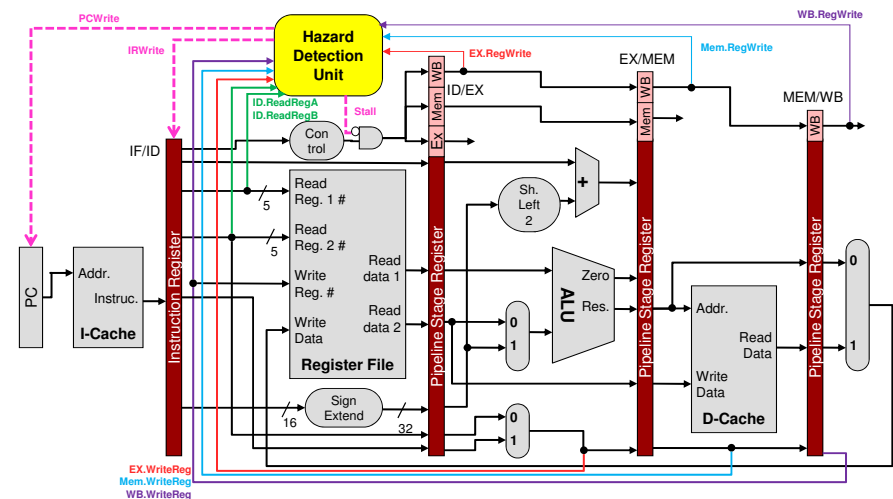 PCWrite
WB.RegWrite
IRWrite
Hazard
Detection
Unit
EX.RegWrite
Mem.RegWrite
EX/MEM
ID.ReadRegA
ID.ReadRegB
Stall
WB
ID/EX
Mem
Ex
WB
Mem
MEM/WB
WB
IF/ID
Con
trol
Read
Reg. 1 #
5
Read
Reg. 2 #
5
Write
Reg. #
Write
Data
Read
data 1
Read
data 2
Register File
Sh.
Left
2
+
PC
Addr.
Instruc.
I-Cache
Instruction Register
Pipeline Stage Register
0
1
ALU
Zero
Res.
Pipeline Stage Register
Addr.
Read
Data
Write
Data
D-Cache
Pipeline Stage Register
0
1
16
Sign
Extend
32
0
1
EX.WriteReg
Mem.WriteReg
WB.WriteReg